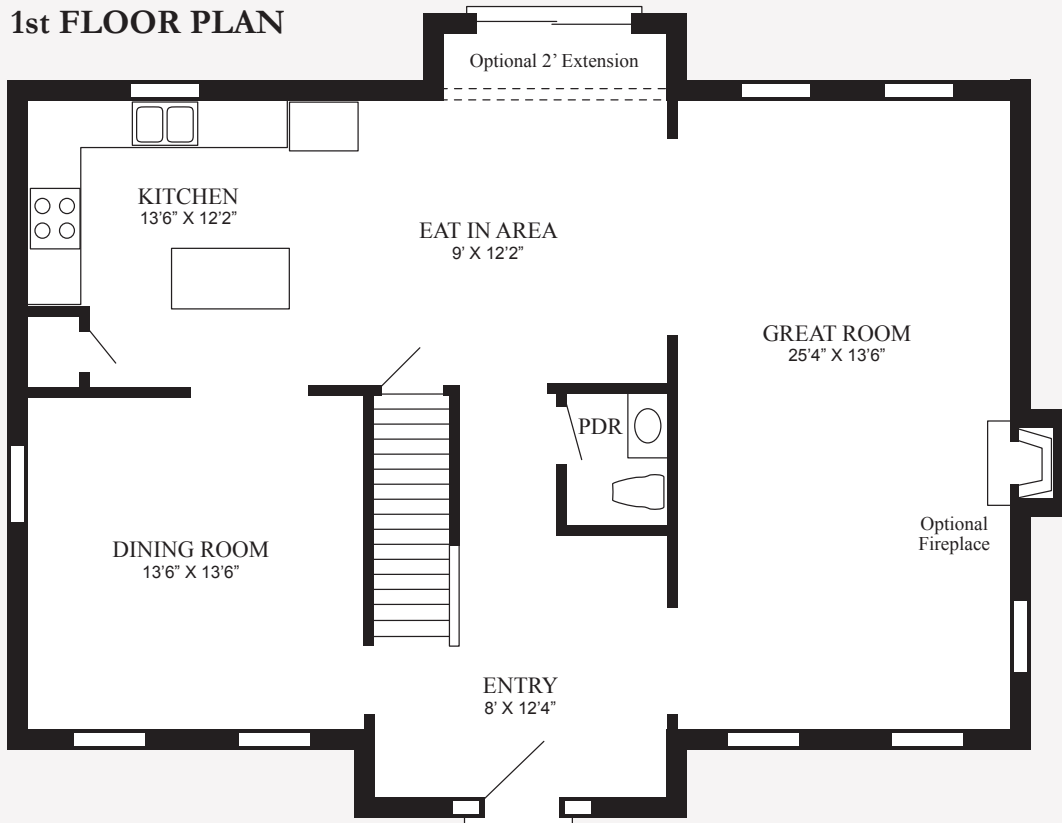 1st FLOOR PLAN
Optional 2’ Extension
KITCHEN
13’6” X 12’2”
EAT IN AREA
9’ X 12’2”
GREAT ROOM
25’4” X 13’6”
PDR
Optional
Fireplace
DINING ROOM
13’6” X 13’6”
ENTRY
8’ X 12’4”